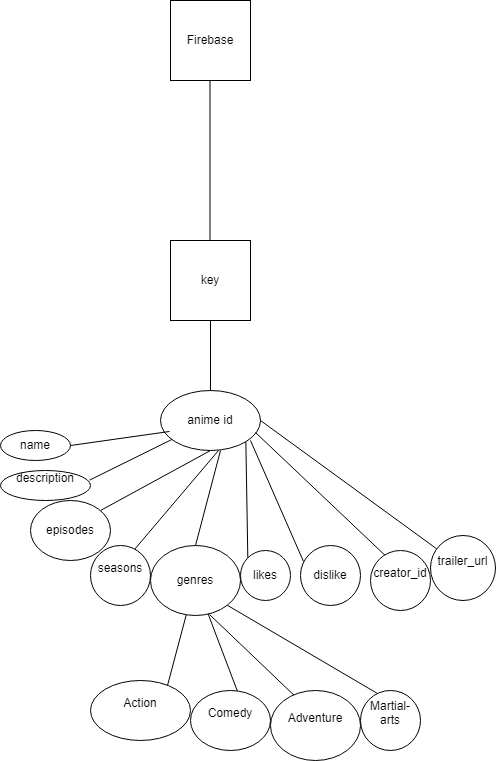 Firebase
key
anime id
name
description
episodes
seasons
genres
likes
dislike
creator_id
trailer_url
Action
Comedy
Adventure
Martial-
arts